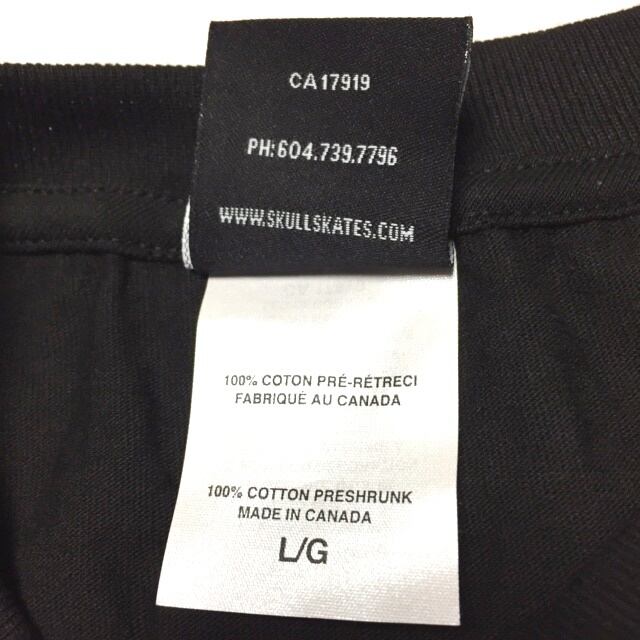 CA17919
PH:604.739.7796
WWW.SKULLSKATES.COM
100% COTON PRÉ-RÉTRECI
FABRIQUÉ AU CANADA
100% COTTON PRESHRUNK
MADE IN CANADA
L/G